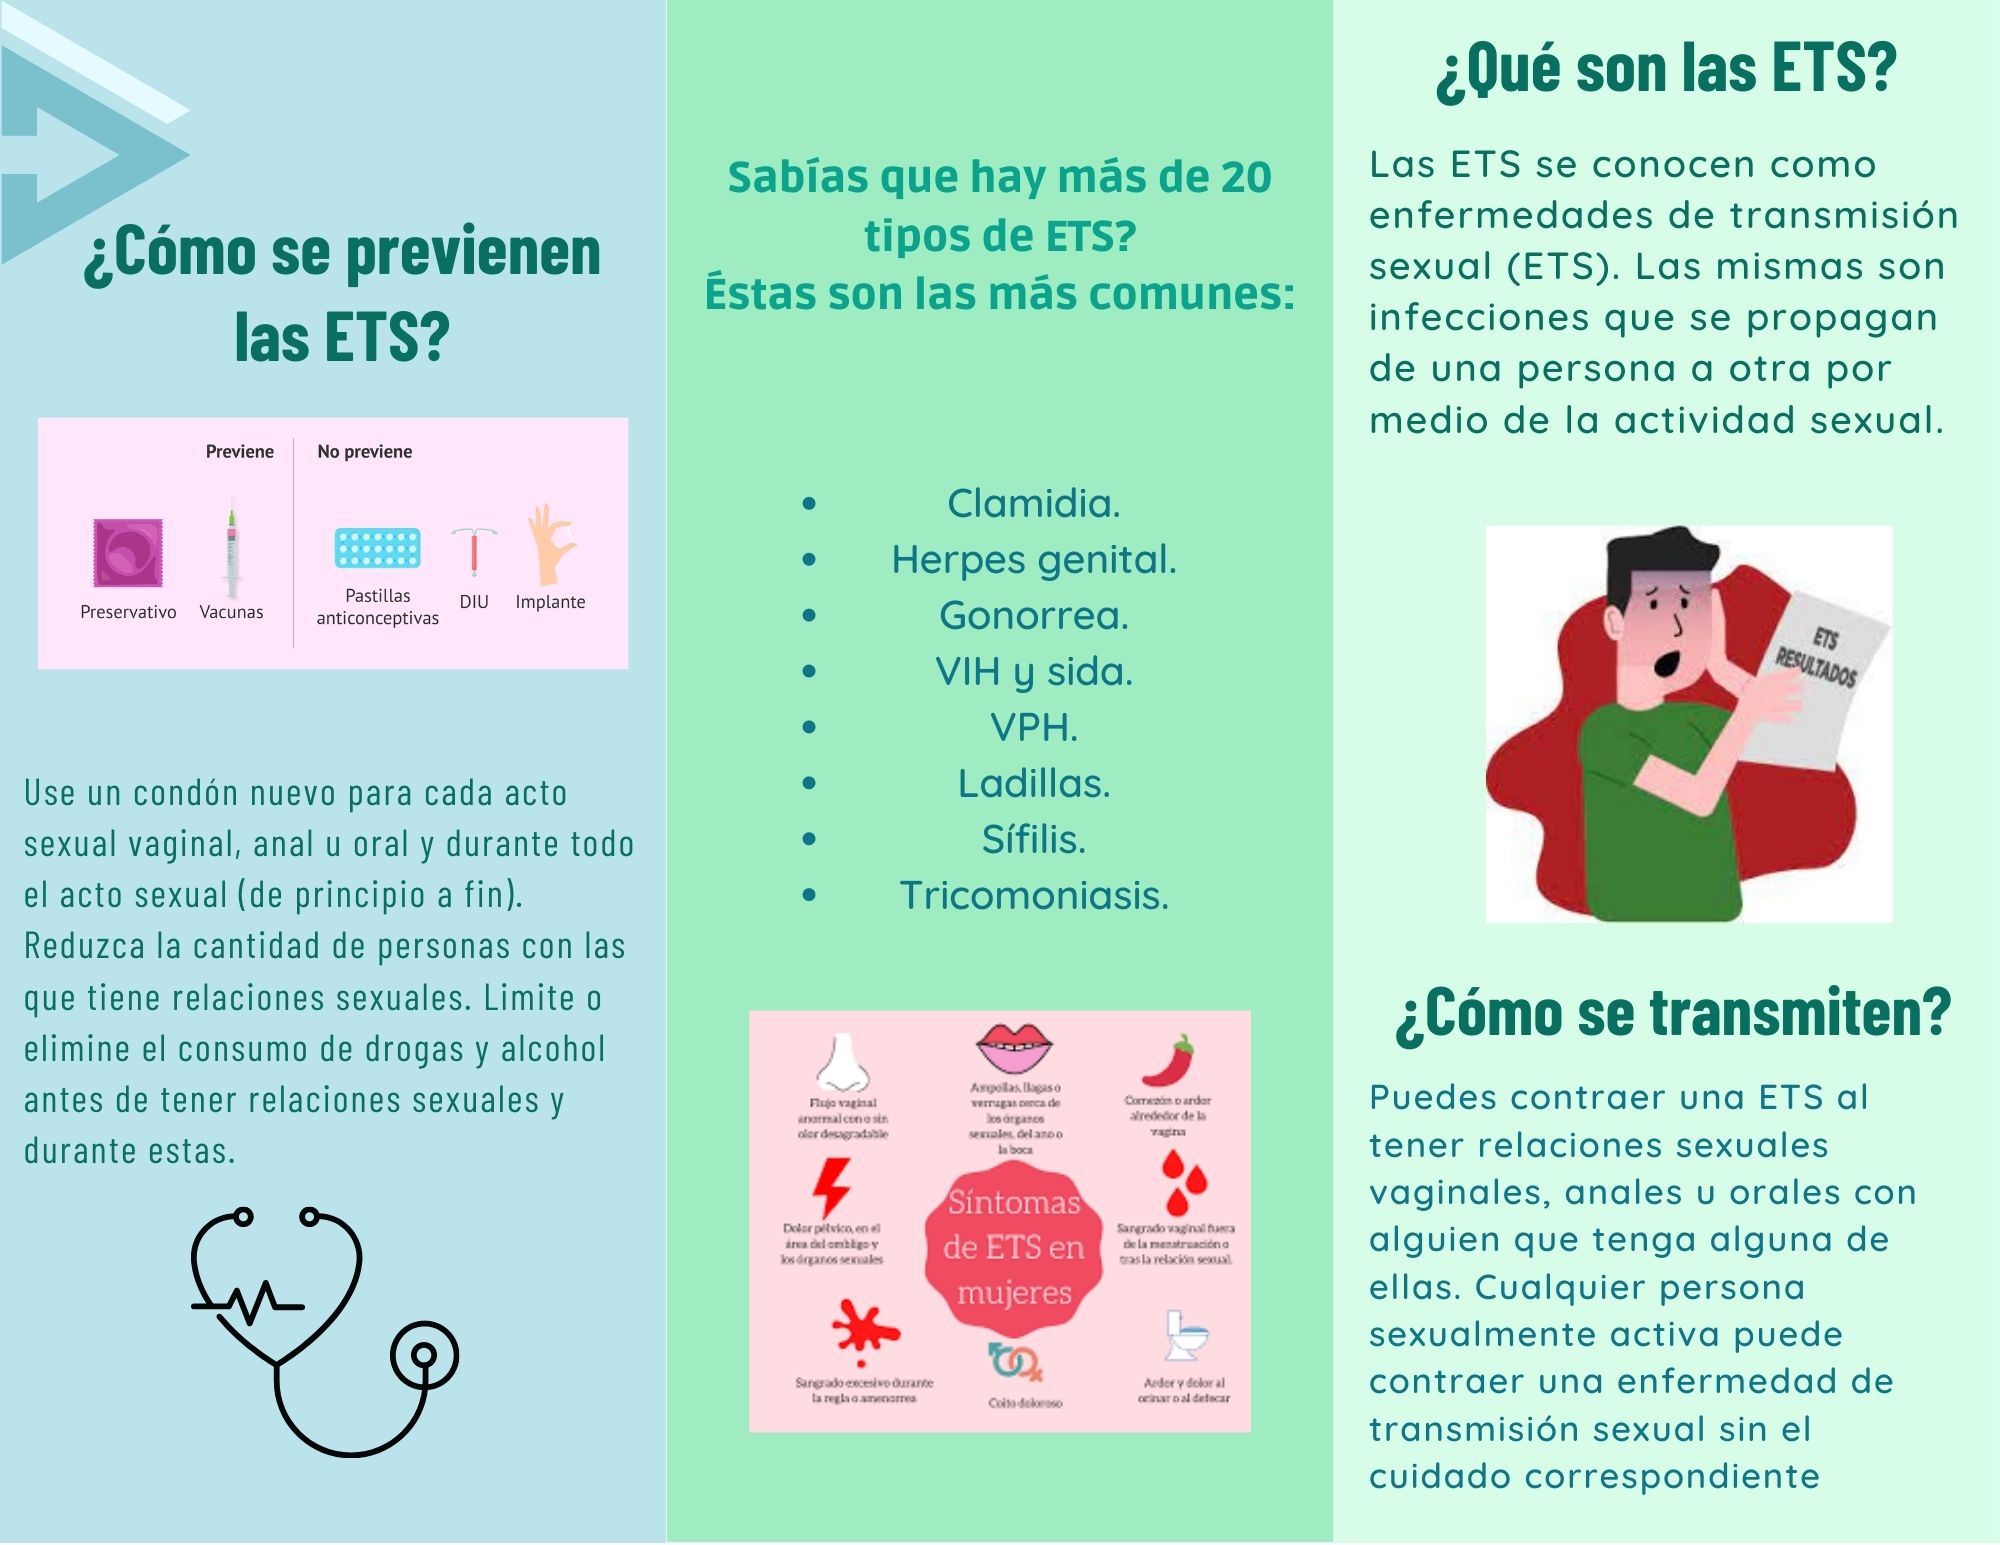 ¿Cómo se previenen
las ETS?
Previene
No previene
Preservativo
Vacunas
Pastillas
anticonceptivas
DIU
Implante
Use un condón nuevo para cada acto
sexual vaginal, anal u oral y durante todo
el acto sexual (de principio a fin).
Reduzca la cantidad de personas con las
que tiene relaciones sexuales. Limite o
elimine el consumo de drogas y alcohol
antes de tener relaciones sexuales y
durante estas.
Sabías que hay más de 20
tipos de ETS?
Éstas son las más comunes:
Clamidia.
Herpes genital.
Gonorrea.
VIH y sida.
VPH.
Ladillas.
Sífilis.
Tricomoniasis.
Flujo vaginal
anormal con o sin
olor desagradable
Ampollas, llagas o
verrugas cerca de
los órganos
sexuales, del ano o
la boca
Comezón o ardor
alrededor de la
vagina
Dolor pélvico, en el
área del ombligo y
los órganos sexuales
Síntomas
de ETS en
mujeres
Sangrado vaginal fuera
de la menstruación o
tras la relación sexual.
Sangrado excesivo durante
la regla o amenorrea
Coito doloroso
Ardor y dolor al
orinar o al defecar
¿Qué son las ETS?
Las ETS se conocen como
enfermedades de transmisión
sexual (ETS). Las mismas son
infecciones que se propagan
de una persona a otra por
medio de la actividad sexual.
ETS
RESULTADOS
¿Cómo se transmiten?
Puedes contraer una ETS al
tener relaciones sexuales
vaginales, anales u orales con
alguien que tenga alguna de
ellas. Cualquier persona
sexualmente activa puede
contraer una enfermedad de
transmisión sexual sin el
cuidado correspondiente